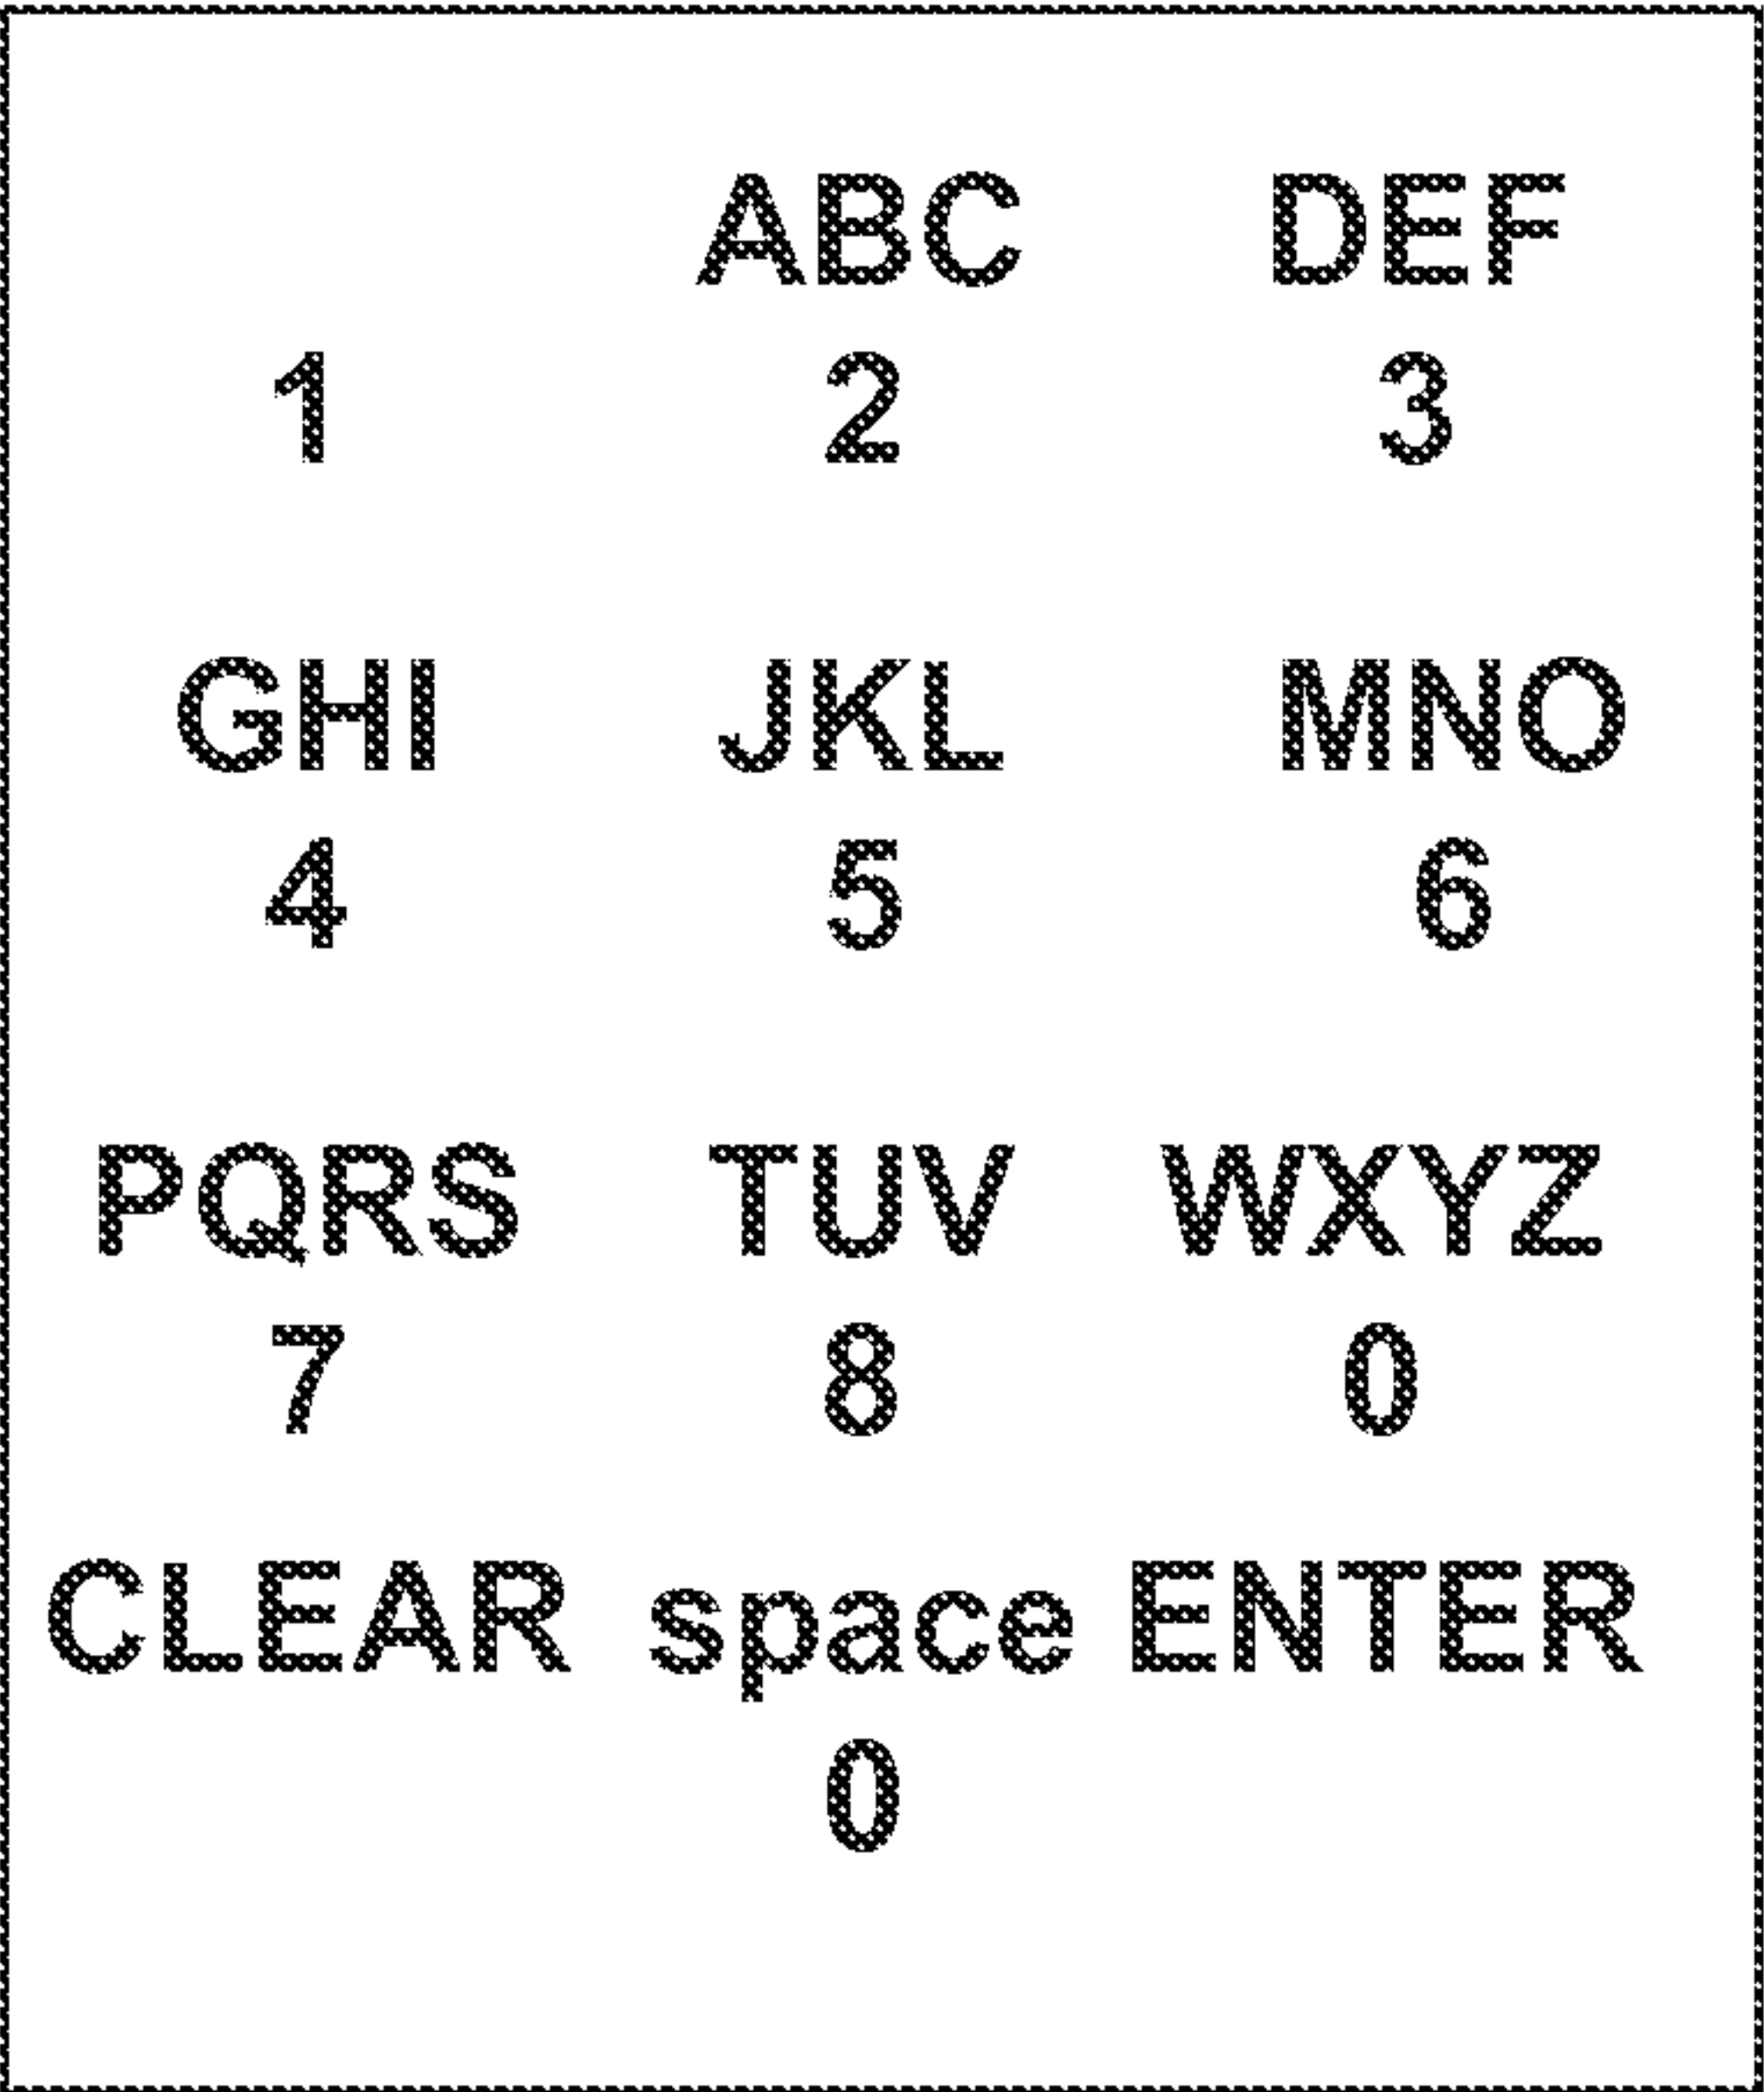 ABC DEF
1 2 3
GHI JKL MNO
4 5 6
PQRS TUV WXYZ
7 8 0
CLEAR space ENTER
0